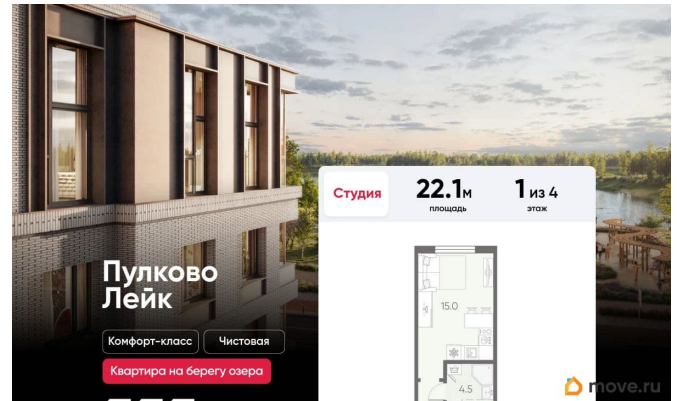 Студия
22.1м
площадь
1 из 4
этаж
Пулково
Лейк
15.0
Комфорт-класс
Чистовая
Квартира на берегу озера
4.5
move.ru